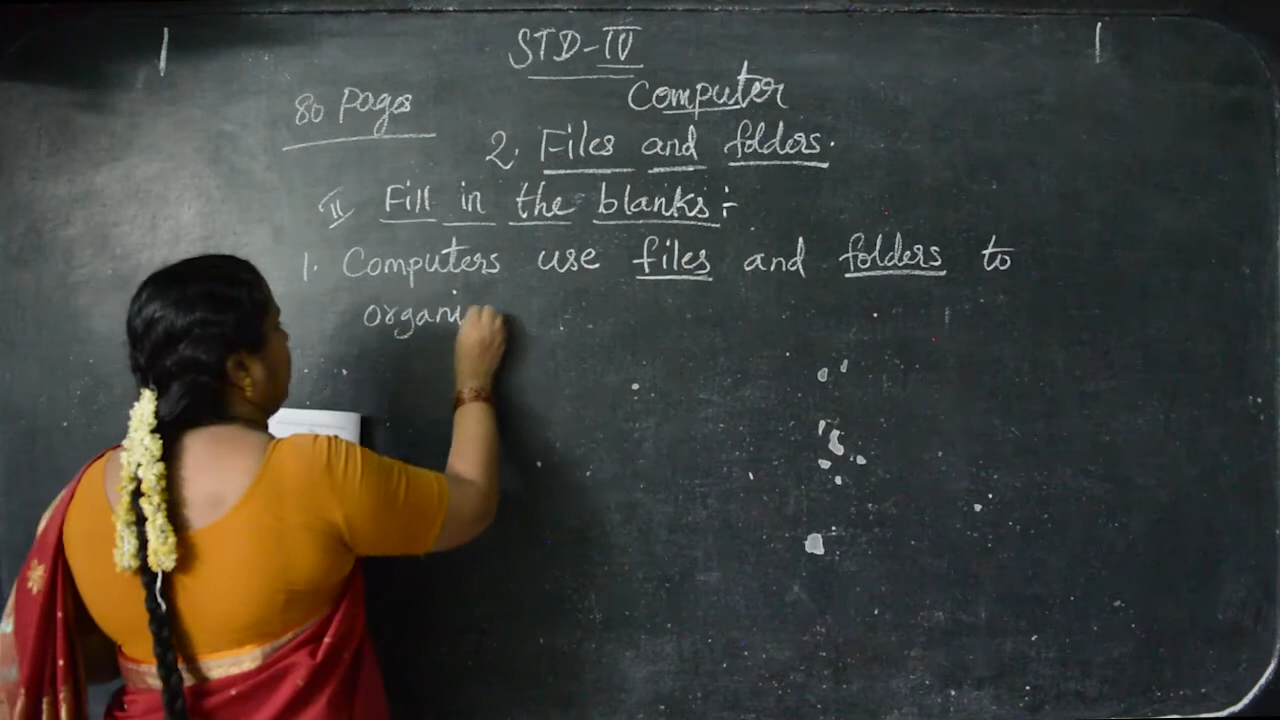 STD-IV
80 Pages
Computer
2. Files and folders.
II Fill in the blanks :-
1. Computers use files and folders to
organi